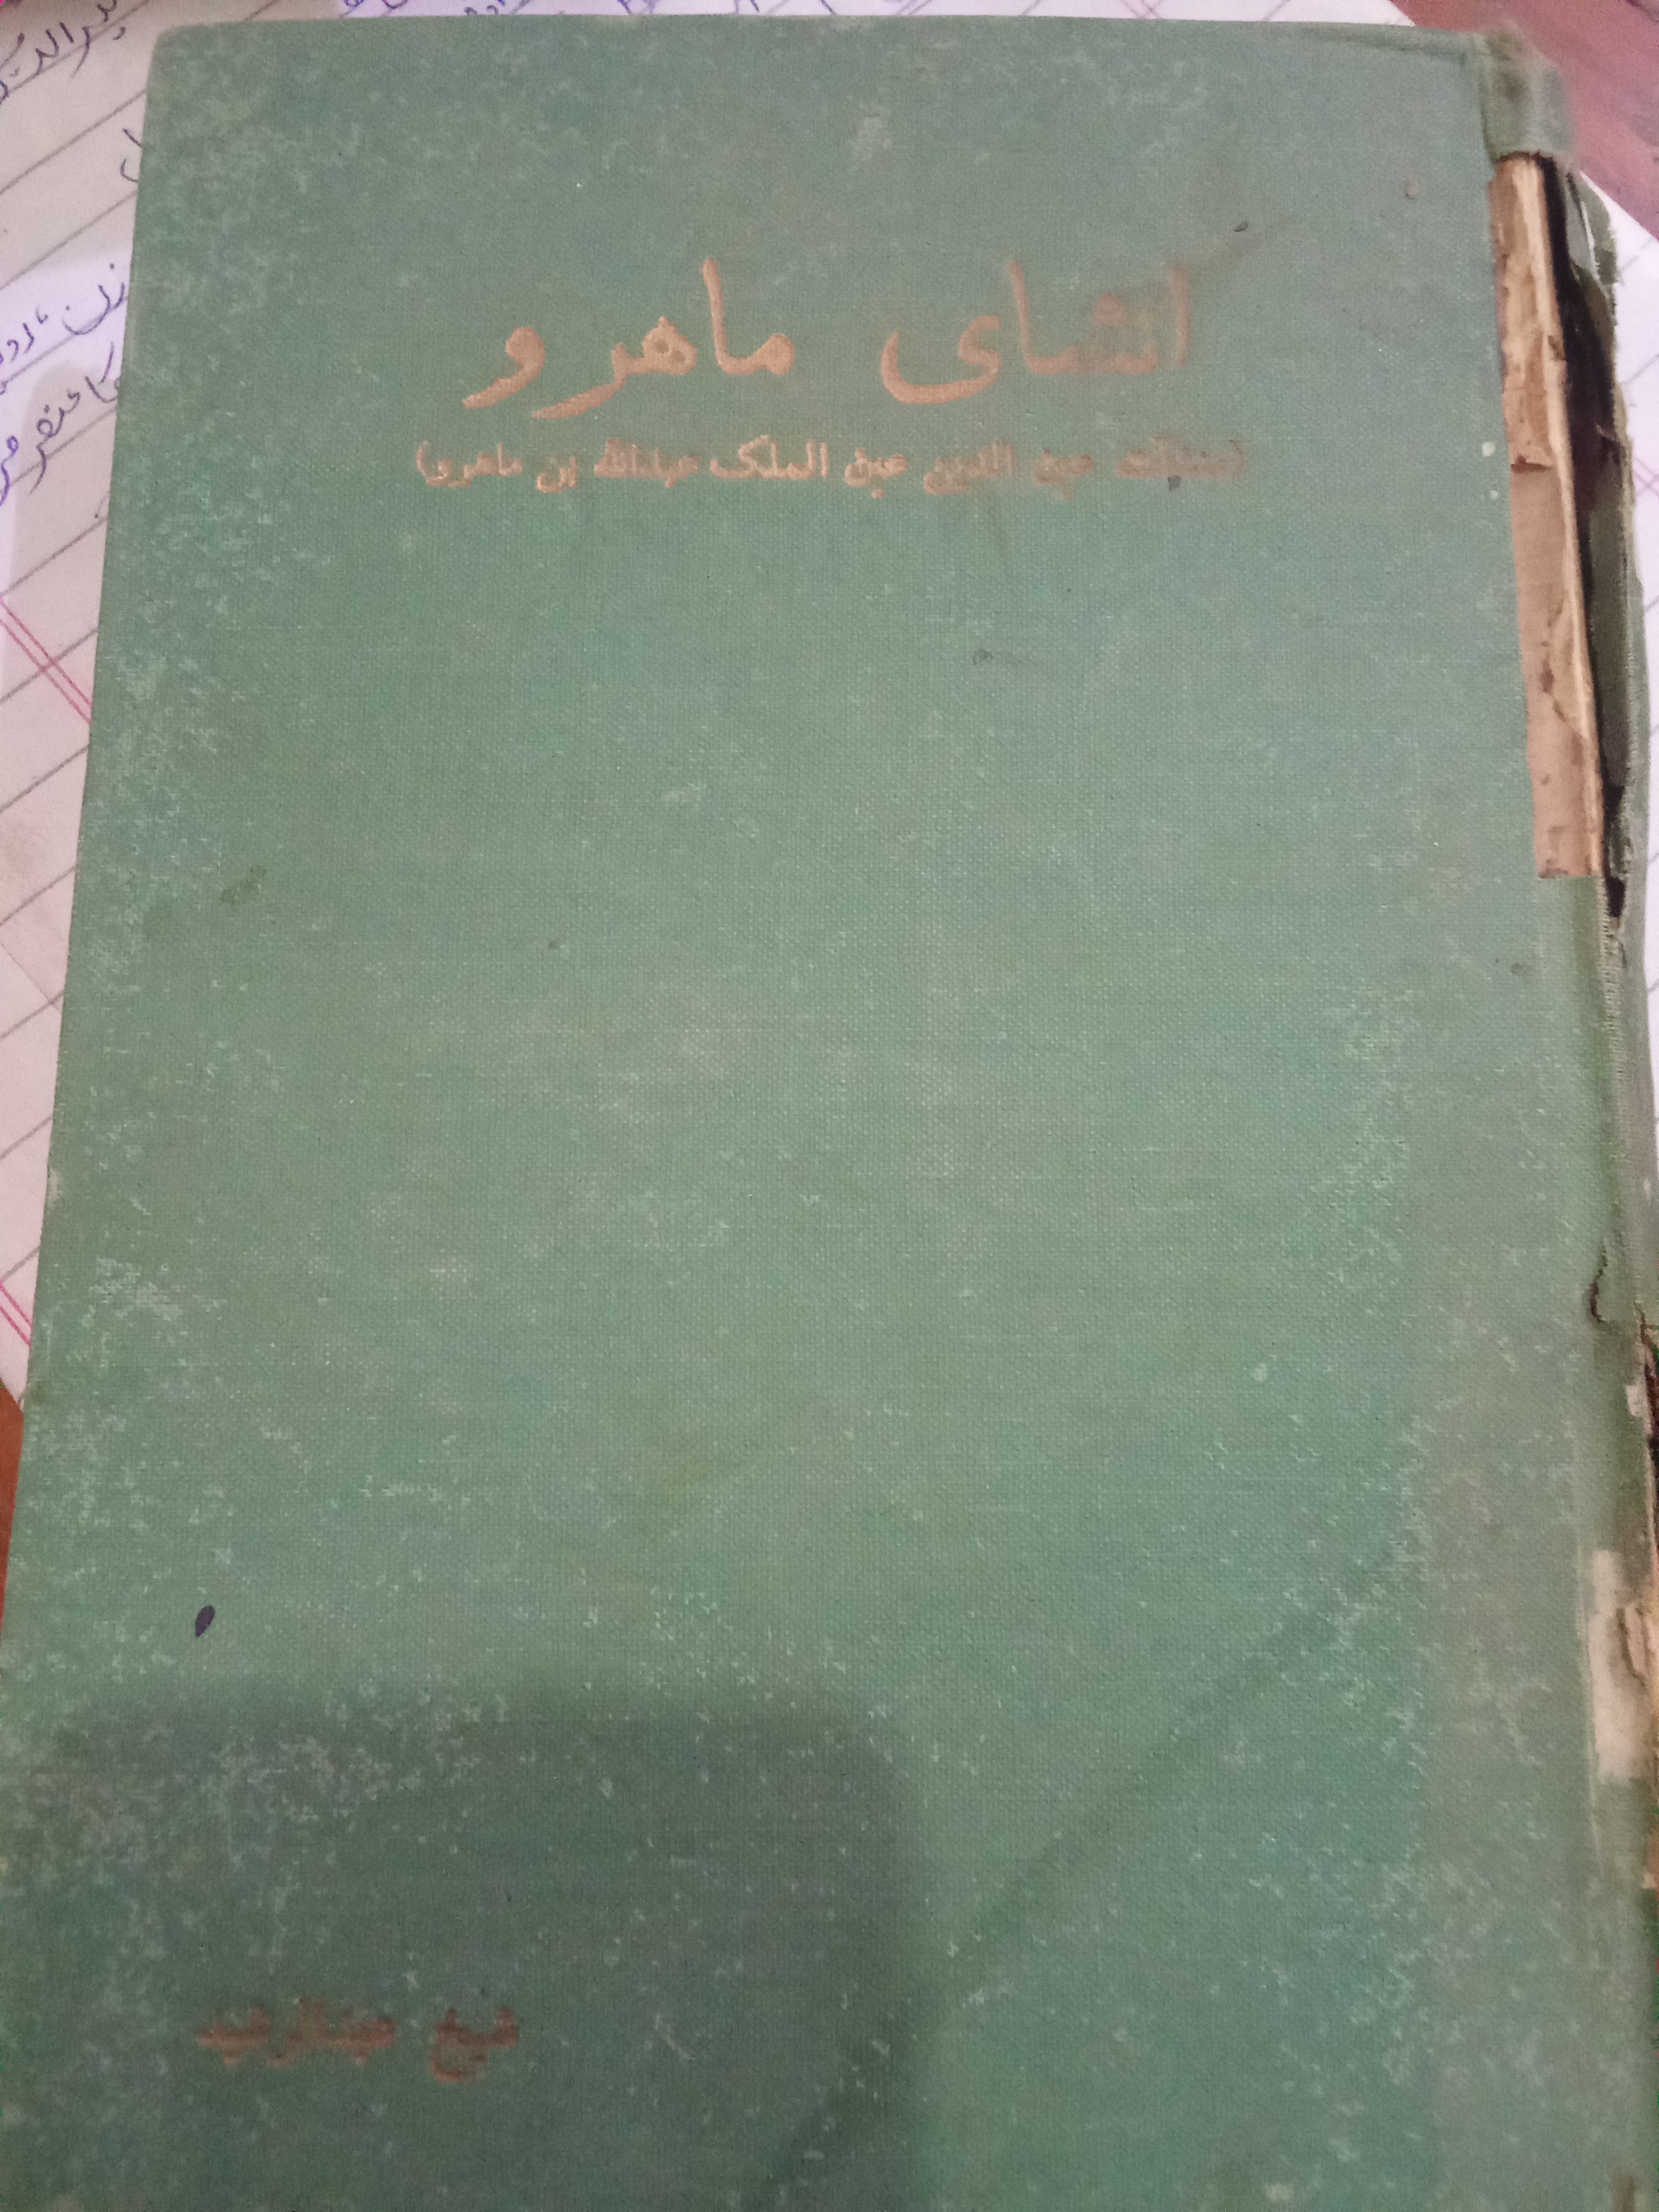 انشای ماهرو
(منشآت عین الدین عین الملک عبدالله بن ماهرو)
شیخ عبدالرشید